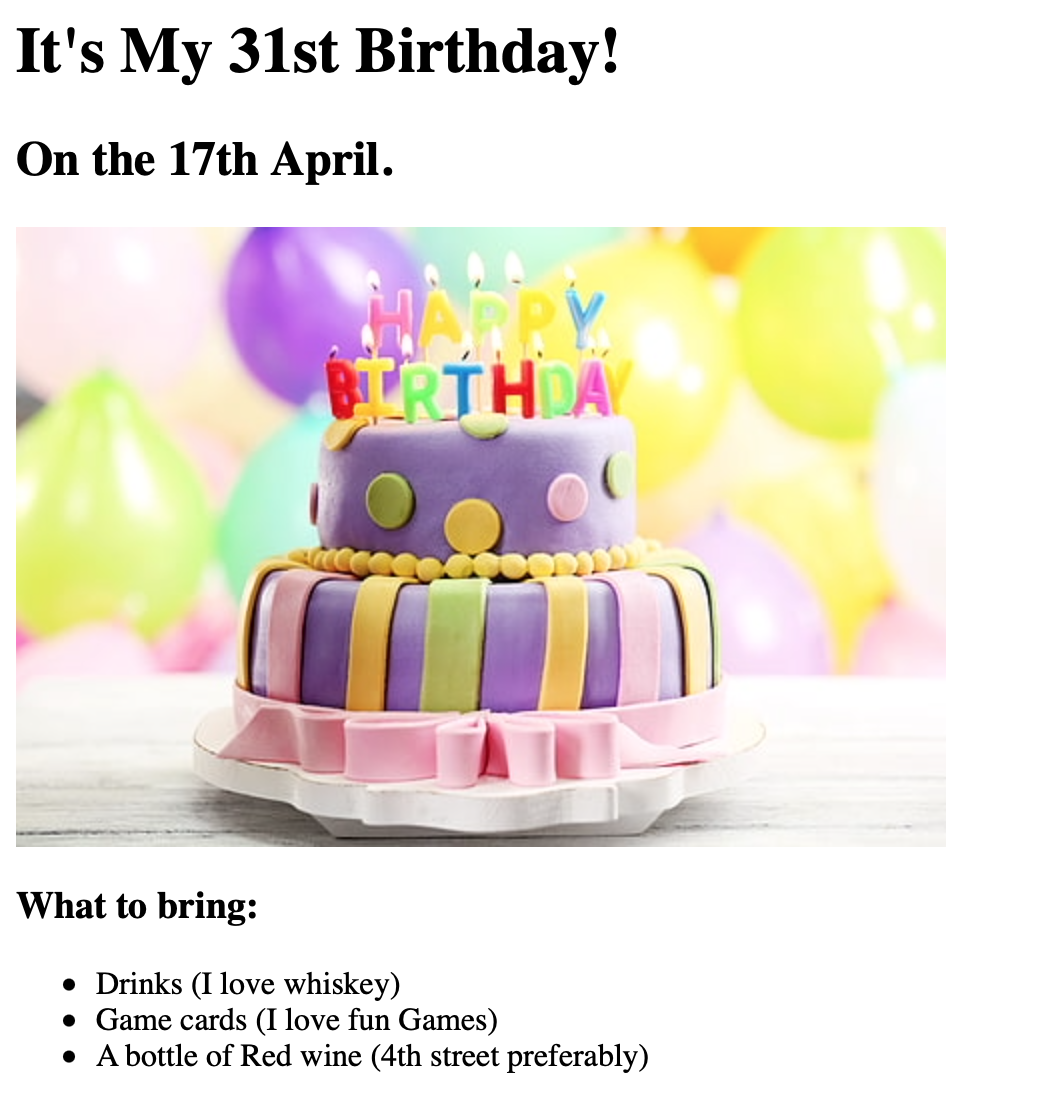 It's My 31st Birthday!
On the 17th April.
HAPPY
BIRTHDAY
What to bring:
Drinks (I love whiskey)
Game cards (I love fun Games)
A bottle of Red wine (4th street preferably)